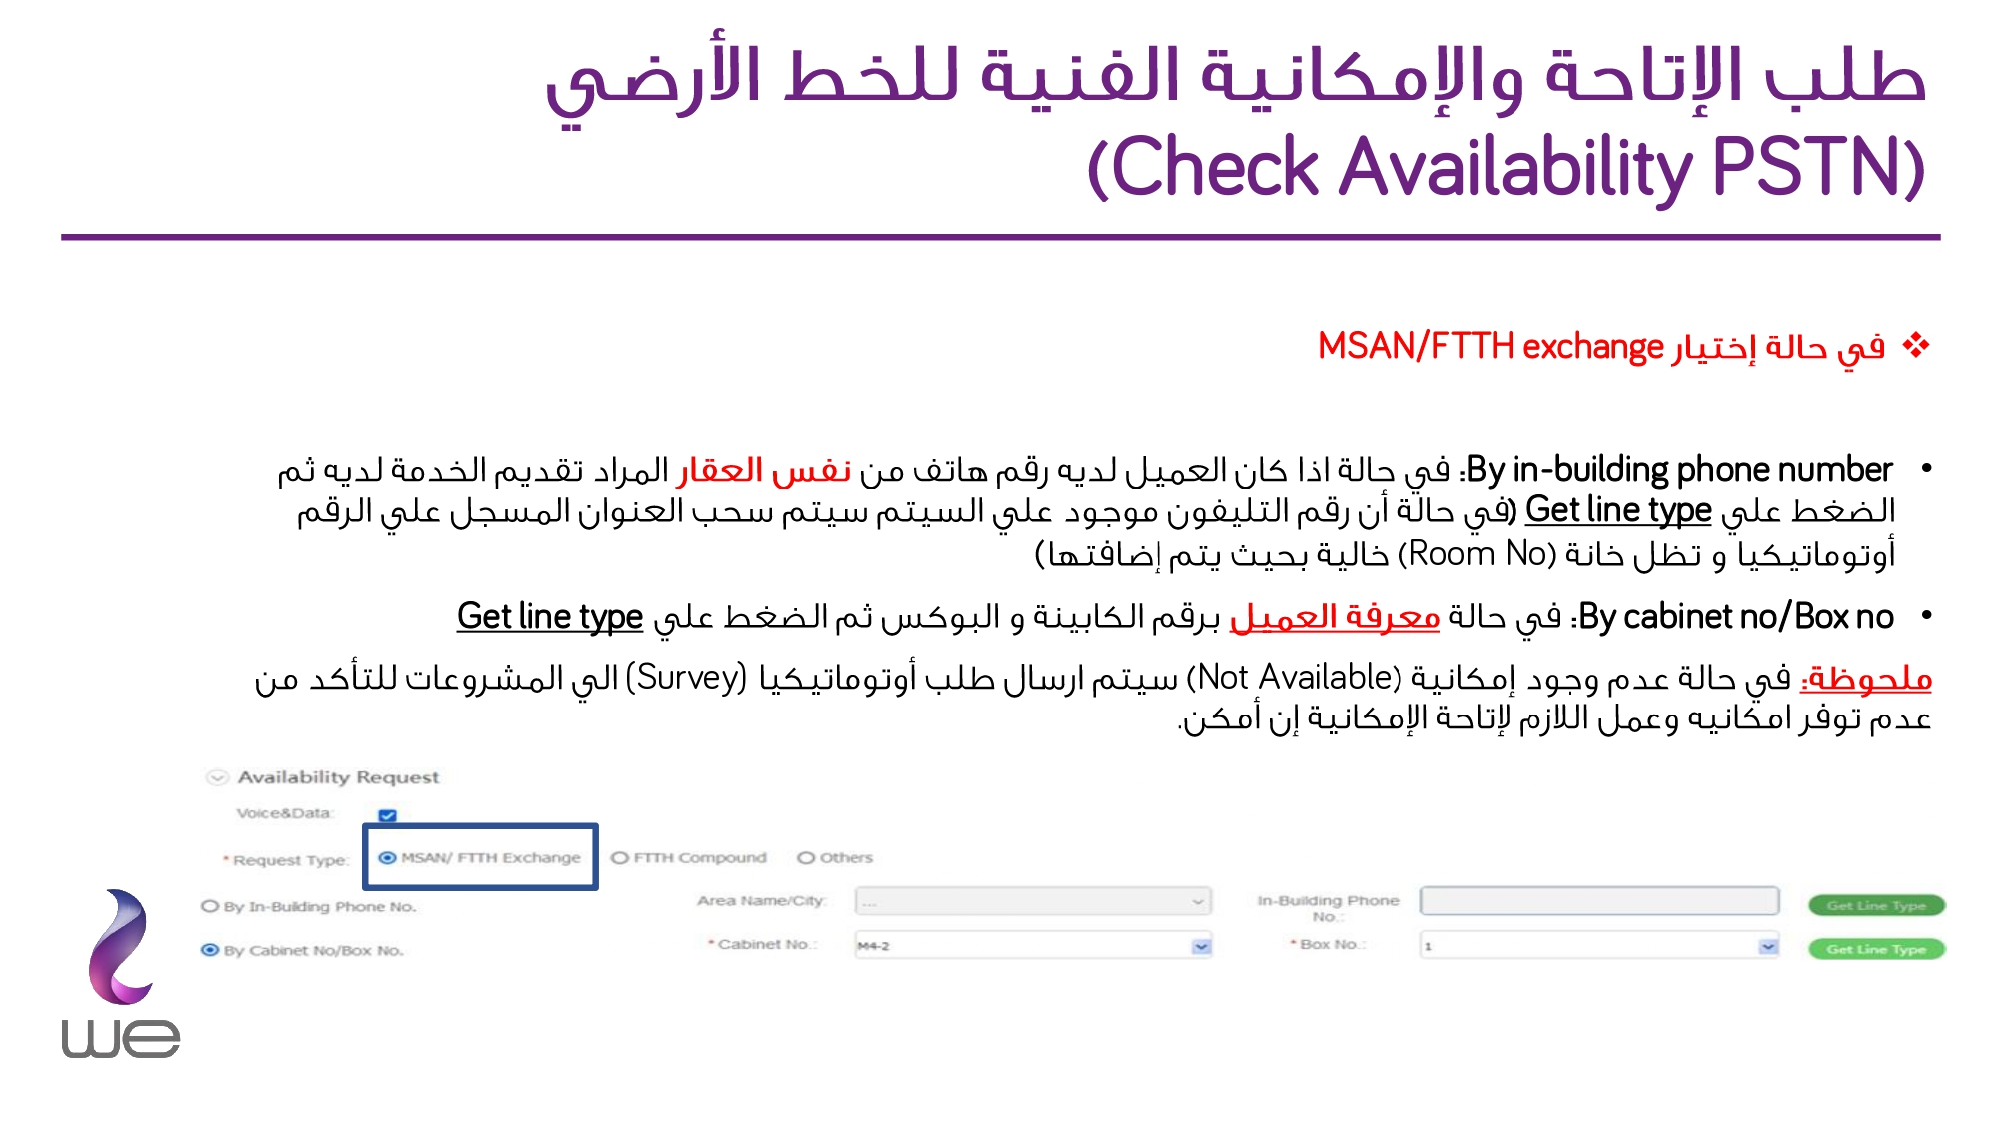 طلب الإتاحة والإمكانية الفنية للخط الأرضي
(Check Availability PSTN)
❖ في حالة إختيار MSAN/FTTH exchange
• By in-building phone number: في حالة اذا كان العميل لديه رقم هاتف من نفس العقار المراد تقديم الخدمة لديه ثم
الضغط علي Get line type (في حالة أن رقم التليفون موجود علي السيتم سيتم سحب العنوان المسجل علي الرقم
أوتوماتيكيا و تظل خانة (Room No) خالية بحيث يتم إضافتها)
• By cabinet no/Box no: في حالة معرفة العميل برقم الكابينة و البوكس ثم الضغط علي Get line type
ملحوظة: في حالة عدم وجود إمكانية (Not Available) سيتم ارسال طلب أوتوماتيكيا (Survey) الي المشروعات للتأكد من
عدم توفر امكانيه وعمل اللازم لإتاحة الإمكانية إن أمكن.
Availability Request
Voice&Data:
* Request Type: MSAN/ FTTH Exchange FTTH Compound Others
By In-Building Phone No. Area Name/City: ... In-Building Phone No.: Get Line Type
By Cabinet No/Box No. * Cabinet No.: M4-2 * Box No.: 1 Get Line Type
we